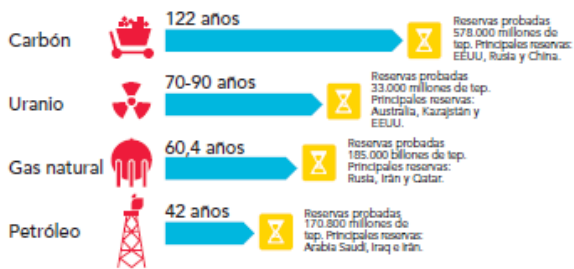 Carbón
122 años
Reservas probadas
578.000 millones de
tep. Principales reservas:
EEUU, Rusia y China.
Uranio
70-90 años
Reservas probadas
33.000 millones de tep.
Principales reservas:
Australia, Kazajstán y
EEUU.
Gas natural
60,4 años
Reservas probadas
185.000 billones de tep.
Principales reservas:
Rusia, Irán y Qatar.
Petróleo
42 años
Reservas probadas
170.800 millones de
tep. Principales reservas:
Arabia Saudí, Iraq e Irán.